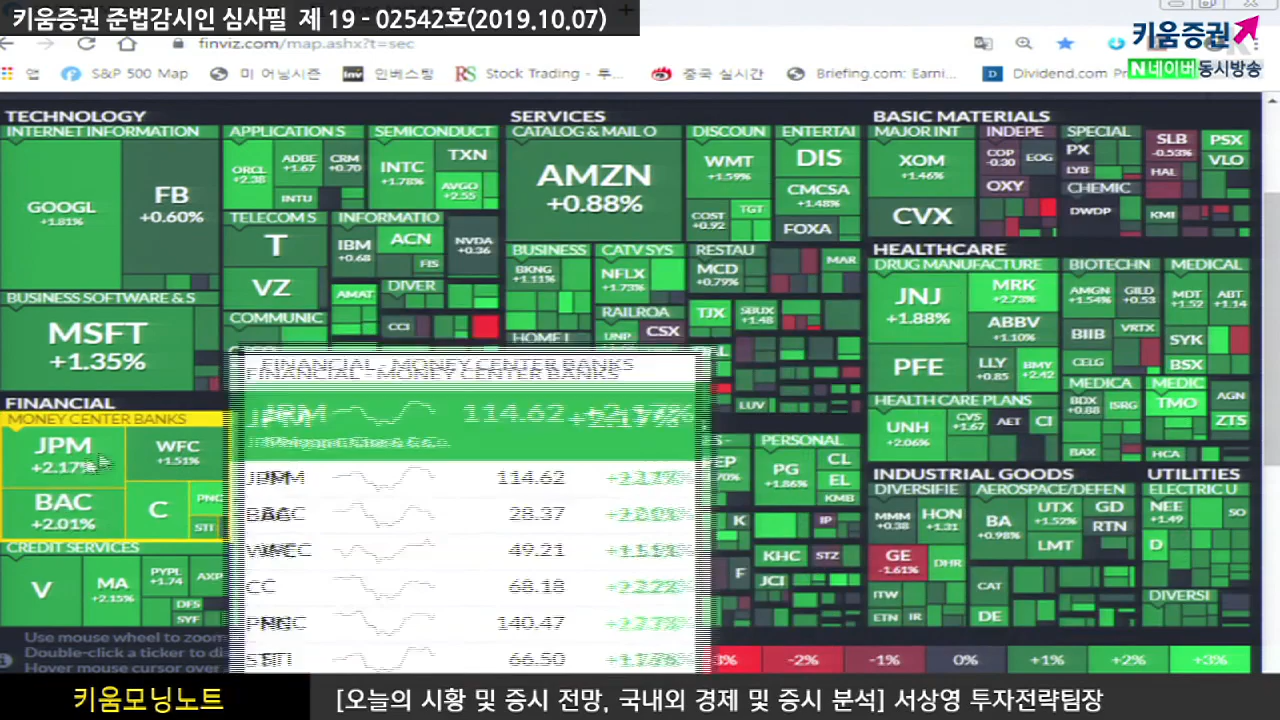 키움증권 준법감시인 심사필 제 19 - 02542호(2019.10.07)
finviz.com/map.ashx?t=sec
키움증권
N네이버 동시방송
앱 S&P 500 Map 미 어닝시즌 Inv 인베스팅 RS Stock Trading - 투... 중국 실시간 Briefing.com: Earni... D Dividend.com Pr
TECHNOLOGY
INTERNET INFORMATION
GOOGL
+1.81%
FB
+0.60%
BUSINESS SOFTWARE & S
MSFT
+1.35%
APPLICATION S
ORCL
+2.38
ADBE
+1.67
CRM
+0.70
INTU
SEMICONDUCT
INTC
+1.78%
TXN
AVGO
+2.55
NVDA
+0.36
TELECOM S
T
VZ
INFORMATIO
IBM
+0.68
ACN
FIS
AMAT
DIVER
CCI
COMMUNIC
SERVICES
CATALOG & MAIL O
AMZN
+0.88%
DISCOUN
WMT
+1.59%
COST
+0.92
TGT
ENTERTAI
DIS
CMCSA
+1.48%
FOXA
BUSINESS
BKNG
+1.11%
CATV SYS
NFLX
+1.73%
RESTAU
MCD
+0.79%
SBUX
+1.48
MAR
RAILROA
UNP
CSX
TJX
HOME I
LUV
BASIC MATERIALS
MAJOR INT
XOM
+1.46%
CVX
INDEPE
COP
-0.30
EOG
OXY
SPECIAL
PX
LYB
CHEMIC
DWDP
SLB
-0.53%
HAL
PSX
VLO
KMI
HEALTHCARE
DRUG MANUFACTURE
JNJ
+1.88%
MRK
+2.73%
ABBV
+1.10%
PFE
LLY
+0.85
BMY
+2.42
BIOTECHN
AMGN
+1.54%
GILD
+0.53
BIIB
VRTX
CELG
MEDICAL
MDT
+1.52
ABT
+1.14
SYK
BSX
HEALTH CARE PLANS
UNH
+2.06%
CVS
+1.67
AET
CI
MEDICA
BDX
+0.88
ISRG
BAX
MEDIC
TMO
AGN
ZTS
HCA
FINANCIAL
MONEY CENTER BANKS
JPM
+2.17%
WFC
+1.51%
BAC
+2.01%
C
PNC
STI
CREDIT SERVICES
V
MA
+2.15%
PYPL
+1.74
AXP
DFS
SYF
FINANCIAL - MONEY CENTER BANKS
JPM 114.62 +2.17%
JPMorgan Chase & Co.
JPM 114.62 +2.17%
BAC 28.37 +2.01%
WFC 49.21 +1.51%
C 68.18
PNC 140.47
STI 66.50
PERSONAL
PG
+1.86%
CL
EL
KMB
K
IP
F
KHC
STZ
JCI
INDUSTRIAL GOODS
DIVERSIFIE
MMM
+0.38
HON
+1.31
GE
-1.61%
DHR
ITW
ETN
IR
AEROSPACE/DEFEN
BA
+0.98%
UTX
+1.52%
GD
RTN
LMT
CAT
DE
UTILITIES
ELECTRIC U
NEE
+1.49
SO
D
DIVERSI
Use mouse wheel to zoom
Double-click a ticker to di
Hover mouse cursor over
-2% -1% 0% +1% +2% +3%
키움모닝노트
[오늘의 시황 및 증시 전망, 국내외 경제 및 증시 분석] 서상영 투자전략팀장